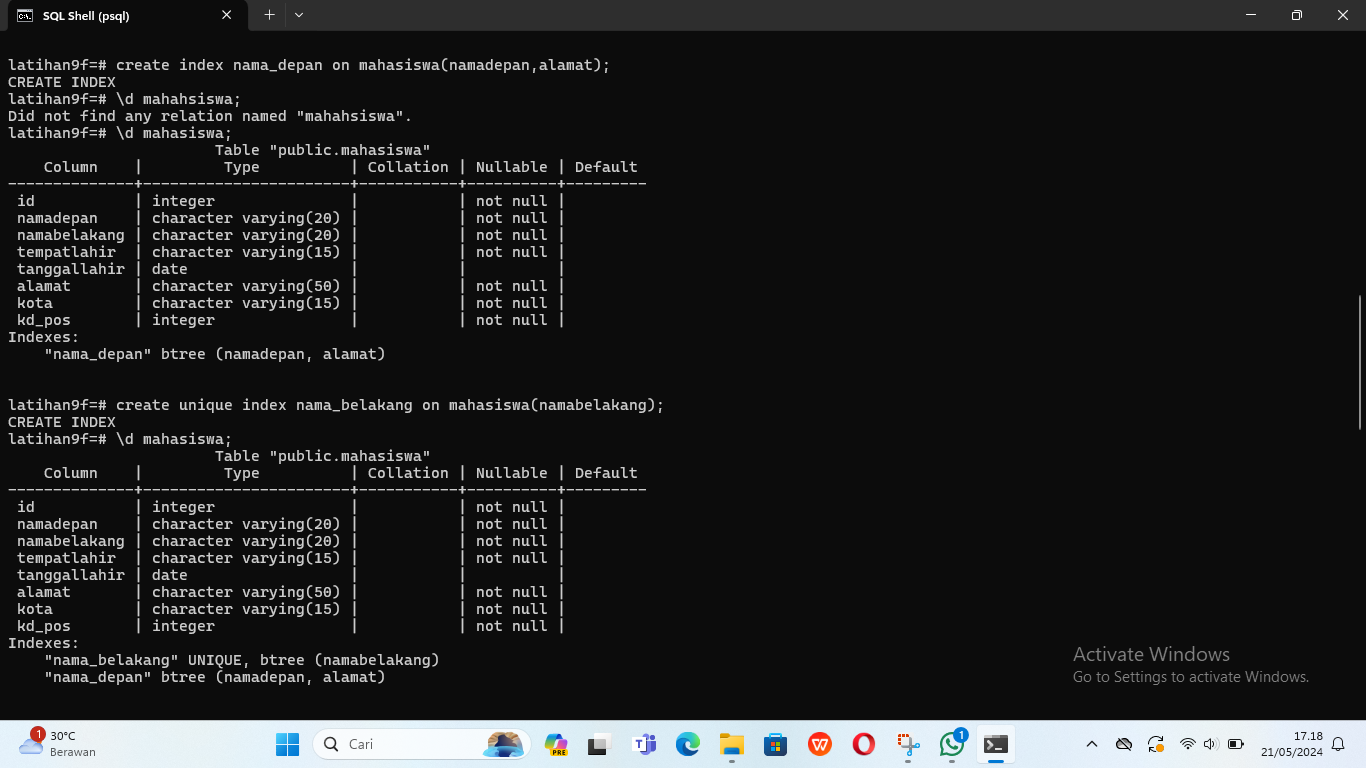 SQL Shell (psql)
latihan9f=# create index nama_depan on mahasiswa(namadepan,alamat);
CREATE INDEX
latihan9f=# \d mahahsiswa;
Did not find any relation named "mahahsiswa".
latihan9f=# \d mahasiswa;
                       Table "public.mahasiswa"
    Column    |         Type          | Collation | Nullable | Default
--------------+-----------------------+-----------+----------+---------
 id           | integer               |           | not null |
 namadepan    | character varying(20) |           | not null |
 namabelakang | character varying(20) |           | not null |
 tempatlahir  | character varying(15) |           | not null |
 tanggallahir | date                  |           |          |
 alamat       | character varying(50) |           | not null |
 kota         | character varying(15) |           | not null |
 kd_pos       | integer               |           | not null |
Indexes:
    "nama_depan" btree (namadepan, alamat)
latihan9f=# create unique index nama_belakang on mahasiswa(namabelakang);
CREATE INDEX
latihan9f=# \d mahasiswa;
                       Table "public.mahasiswa"
    Column    |         Type          | Collation | Nullable | Default
--------------+-----------------------+-----------+----------+---------
 id           | integer               |           | not null |
 namadepan    | character varying(20) |           | not null |
 namabelakang | character varying(20) |           | not null |
 tempatlahir  | character varying(15) |           | not null |
 tanggallahir | date                  |           |          |
 alamat       | character varying(50) |           | not null |
 kota         | character varying(15) |           | not null |
 kd_pos       | integer               |           | not null |
Indexes:
    "nama_belakang" UNIQUE, btree (namabelakang)
    "nama_depan" btree (namadepan, alamat)
Activate Windows
Go to Settings to activate Windows.
1
30°C
Berawan
Cari
PRE
1
17.18
21/05/2024